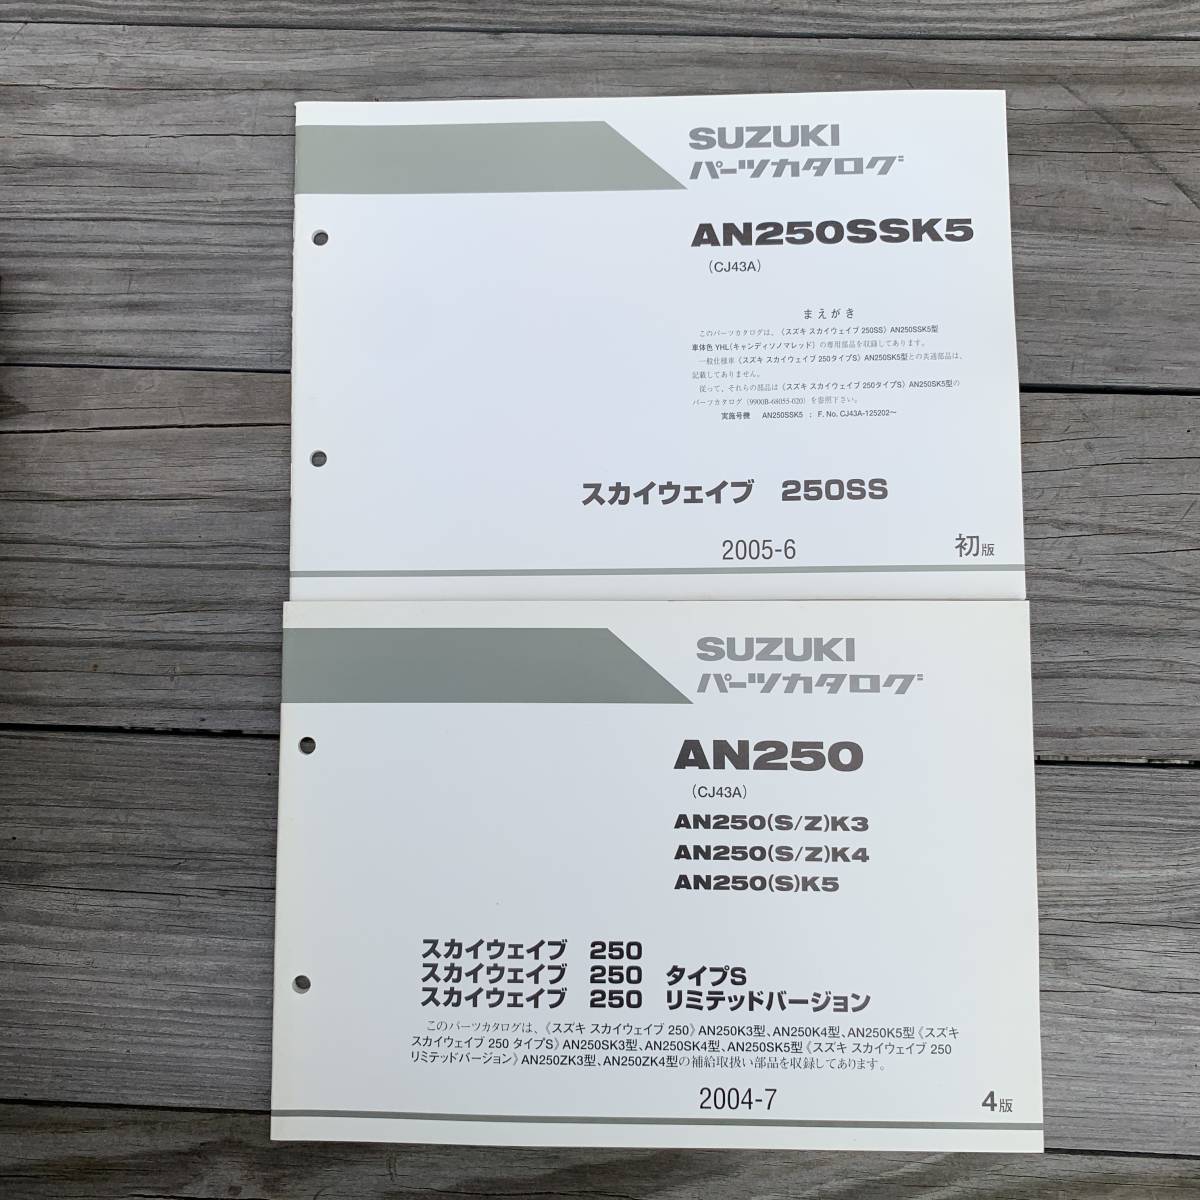 SUZUKI
パーツカタログ
AN250SSK5
（CJ43A）
まえがき
このパーツカタログは、《スズキ スカイウェイブ 250SS》AN250SSK5型
車体色 YHL（キャンディソノマレッド）の専用部品を収録してあります。
一般仕様車《スズキ スカイウェイブ 250タイプS》AN250SK5型との共通部品は、
記載してありません。
従って、それらの部品は《スズキ スカイウェイブ 250タイプS》AN250SK5型の
パーツカタログ（9900B-68055-020）を参照下さい。
実施号機 AN250SSK5 : F. No. CJ43A-125202〜
スカイウェイブ 250SS
2005-6 初版
SUZUKI
パーツカタログ
AN250
（CJ43A）
AN250(S/Z)K3
AN250(S/Z)K4
AN250(S)K5
スカイウェイブ 250
スカイウェイブ 250 タイプS
スカイウェイブ 250 リミテッドバージョン
このパーツカタログは、《スズキ スカイウェイブ 250》AN250K3型、AN250K4型、AN250K5型《スズキ
スカイウェイブ 250 タイプS》AN250SK3型、AN250SK4型、AN250SK5型《スズキ スカイウェイブ 250
リミテッドバージョン》AN250ZK3型、AN250ZK4型の補給取扱い部品を収録してあります。
2004-7 4版